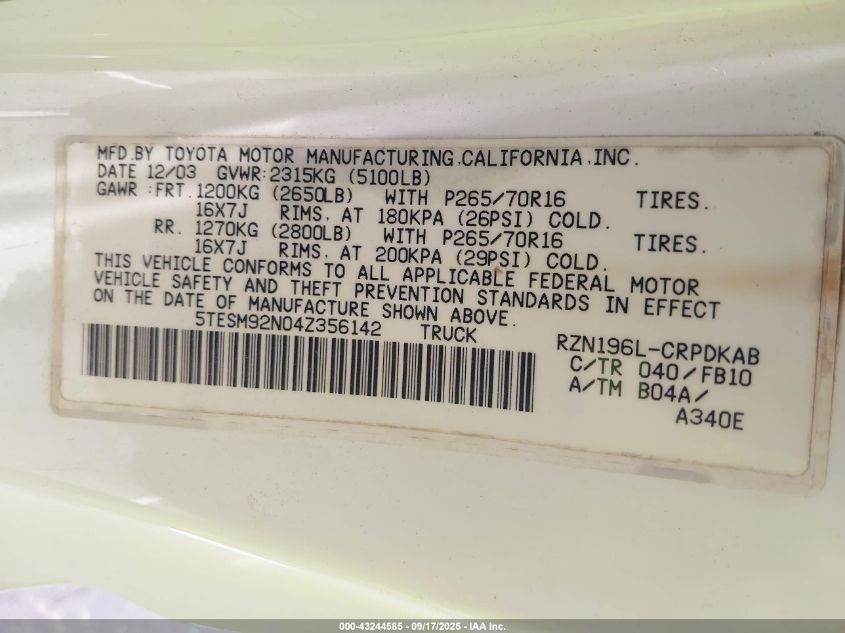 MFD.BY TOYOTA MOTOR MANUFACTURING.CALIFORNIA.INC.
DATE 12/03 GVWR:2315KG (5100LB)
GAWR :FRT.1200KG (2650LB) WITH P265/70R16 TIRES.
16X7J RIMS. AT 180KPA (26PSI) COLD.
RR. 1270KG (2800LB) WITH P265/70R16 TIRES.
16X7J RIMS. AT 200KPA (29PSI) COLD.
THIS VEHICLE CONFORMS TO ALL APPLICABLE FEDERAL MOTOR
VEHICLE SAFETY AND THEFT PREVENTION STANDARDS IN EFFECT
ON THE DATE OF MANUFACTURE SHOWN ABOVE.
5TESM92N04Z356142 TRUCK
RZN196L-CRPDKAB
C/TR 040/FB10
A/TM B04A/
A340E
000-43244585 - 09/17/2025 - IAA Inc.